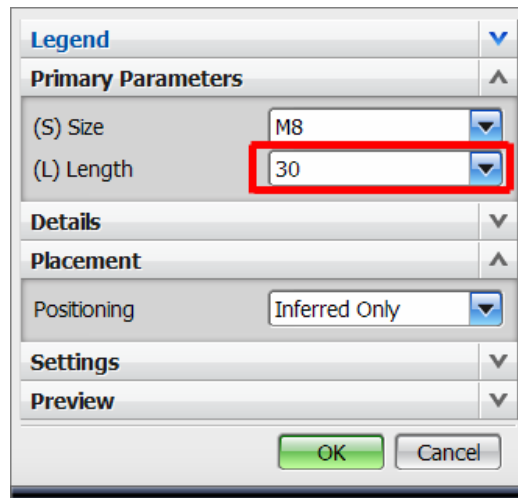 Legend
Primary Parameters
(S) Size M8
(L) Length 30
Details
Placement
Positioning Inferred Only
Settings
Preview
OK Cancel